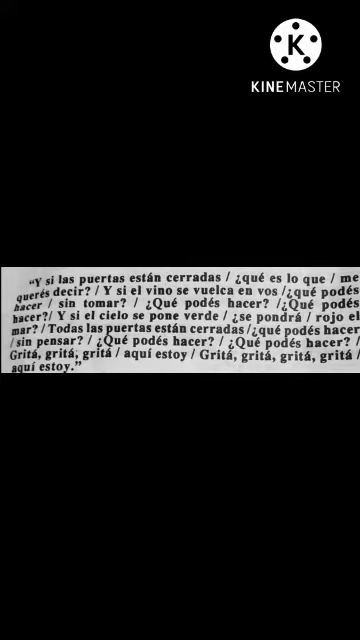 KINEMASTER
“Y si las puertas están cerradas / ¿qué es lo que / me
querés decir? / Y si el vino se vuelca en vos /¿qué podés
hacer / sin tomar? / ¿Qué podés hacer? /¿Qué podés
hacer?/ Y si el cielo se pone verde / ¿se pondrá / rojo el
mar? / Todas las puertas están cerradas /¿qué podés hacer
/ sin pensar? / ¿Qué podés hacer? / ¿Qué podés hacer? /
Gritá, gritá, gritá / aquí estoy / Gritá, gritá, gritá, gritá /
aquí estoy.”